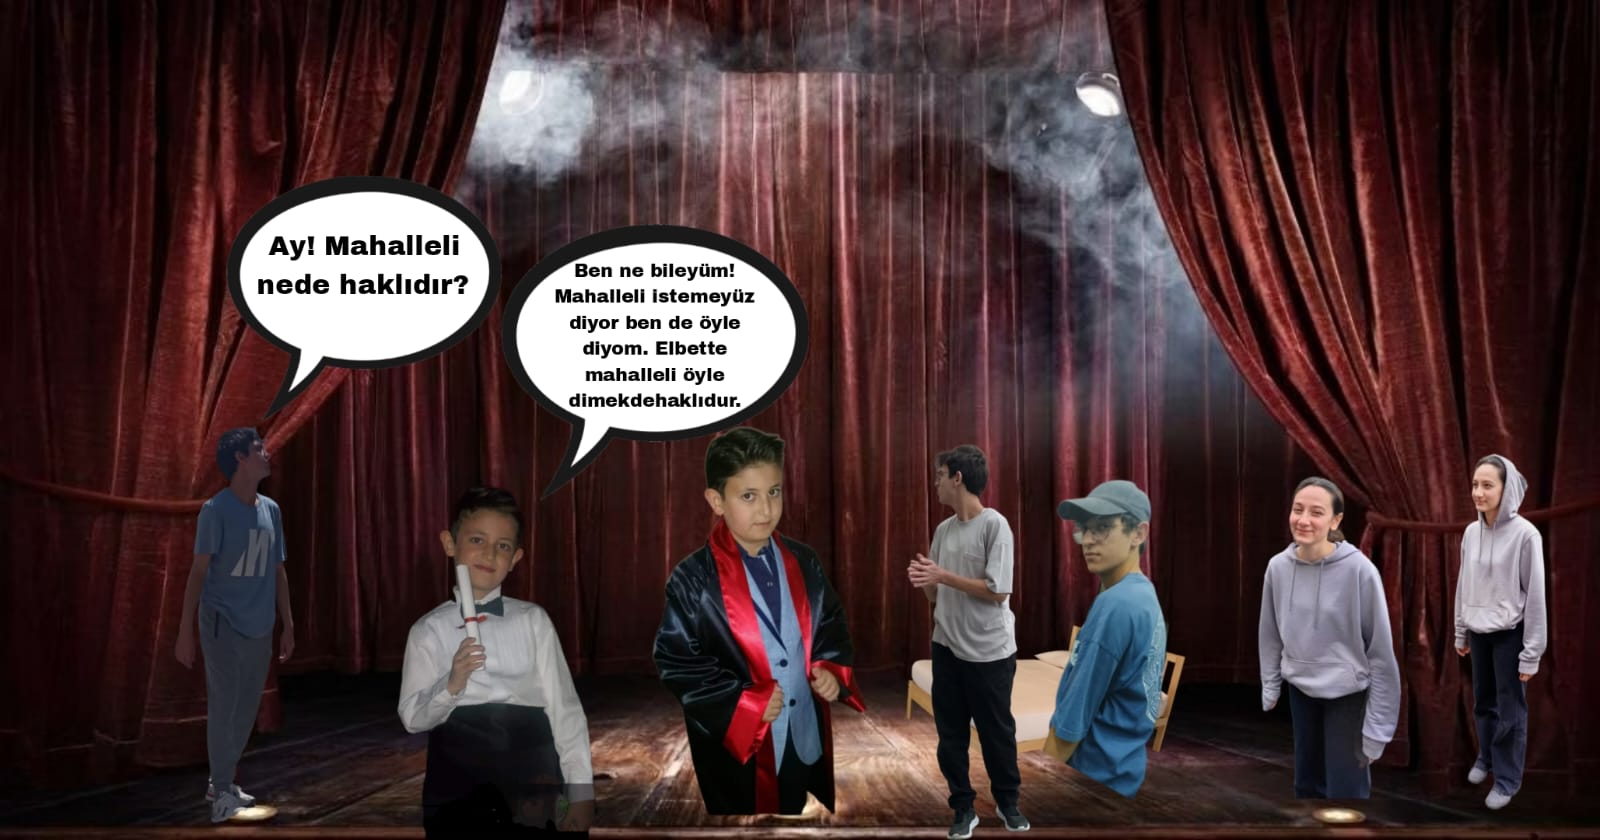 Ay! Mahalleli
nede haklıdır?
Ben ne bileyüm!
Mahalleli istemeyüz
diyor ben de öyle
diyom. Elbette
mahalleli öyle
dimekdehaklıdur.